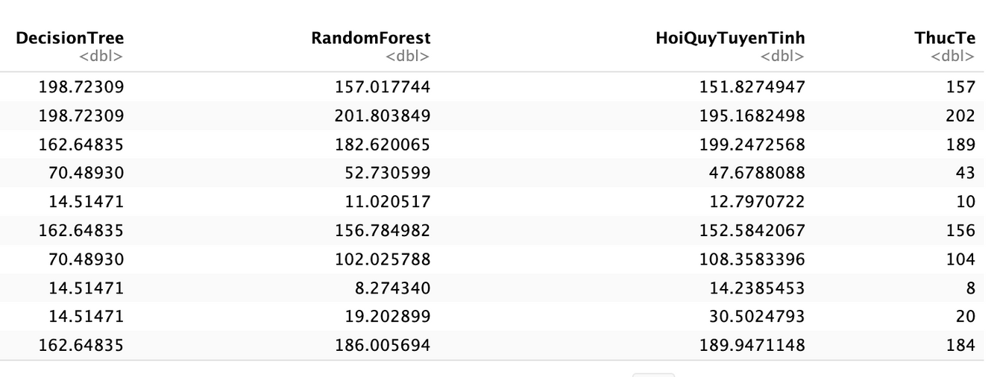 DecisionTree RandomForest HoiQuyTuyenTinh ThucTe
<dbl> <dbl> <dbl> <dbl>
198.72309 157.017744 151.8274947 157
198.72309 201.803849 195.1682498 202
162.64835 182.620065 199.2472568 189
70.48930 52.730599 47.6788088 43
14.51471 11.020517 12.7970722 10
162.64835 156.784982 152.5842067 156
70.48930 102.025788 108.3583396 104
14.51471 8.274340 14.2385453 8
14.51471 19.202899 30.5024793 20
162.64835 186.005694 189.9471148 184